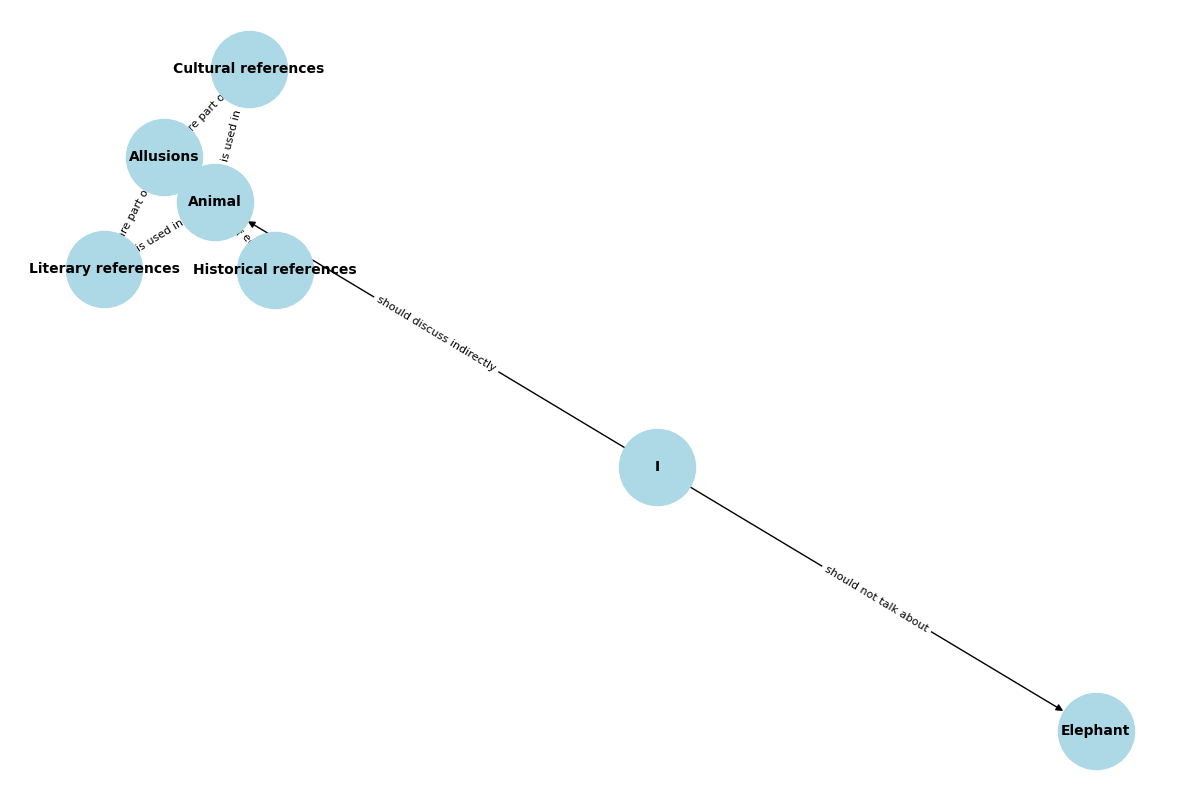 Cultural references
re part o
is used in
Allusions
Animal
re part o
is used in
Literary references
Historical references
should discuss indirectly
I
should not talk about
Elephant